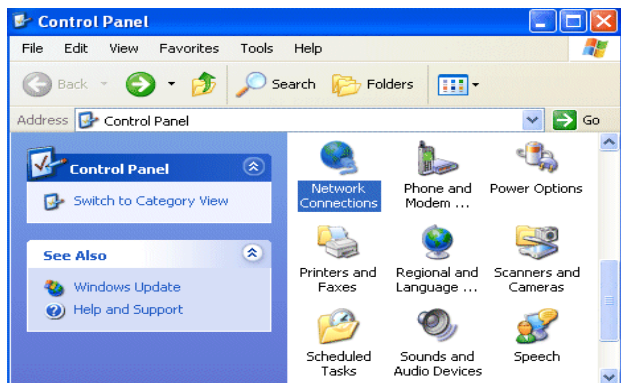 Control Panel
File Edit View Favorites Tools Help
Back Search Folders
Address Control Panel Go
Control Panel
Switch to Category View
See Also
Windows Update
Help and Support
Network Connections
Phone and Modem ...
Power Options
Printers and Faxes
Regional and Language ...
Scanners and Cameras
Scheduled Tasks
Sounds and Audio Devices
Speech